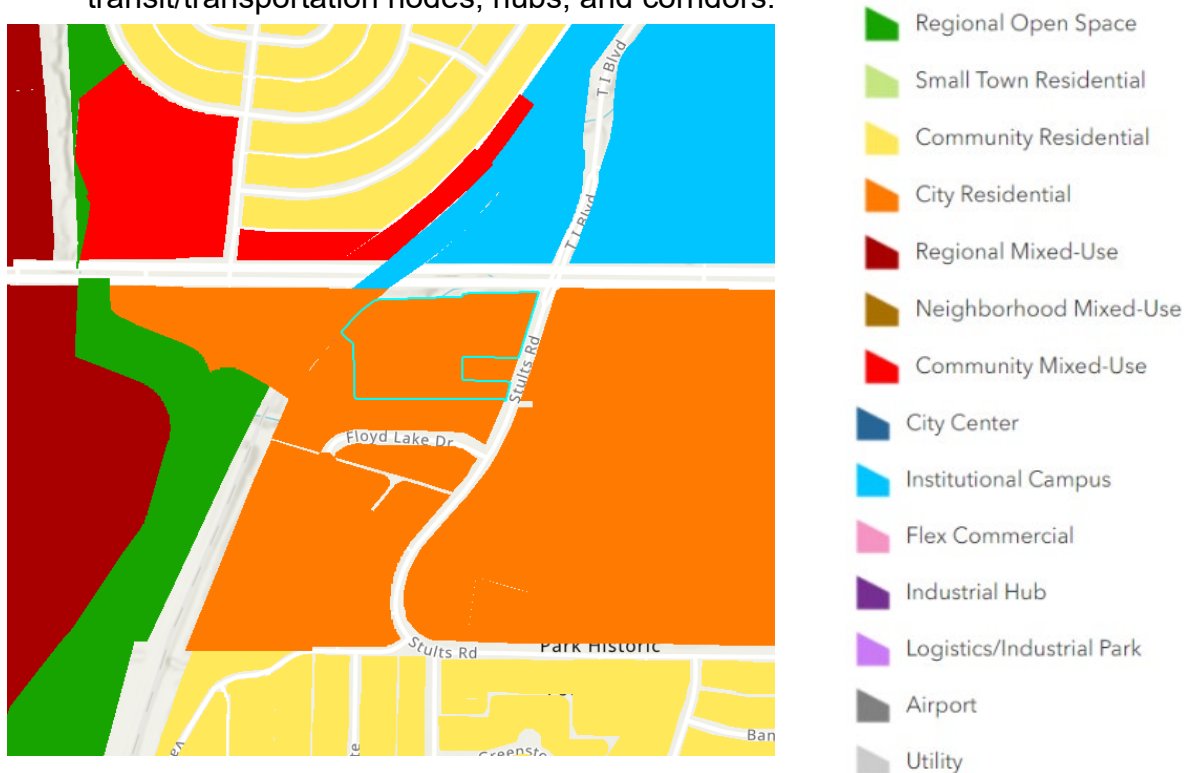 transit/transportation nodes, hubs, and corridors.
T I Blvd
T I Blvd
Stults Rd
Floyd Lake Dr
Stults Rd
Park Historic
Ban
Greensto
Regional Open Space
Small Town Residential
Community Residential
City Residential
Regional Mixed-Use
Neighborhood Mixed-Use
Community Mixed-Use
City Center
Institutional Campus
Flex Commercial
Industrial Hub
Logistics/Industrial Park
Airport
Utility